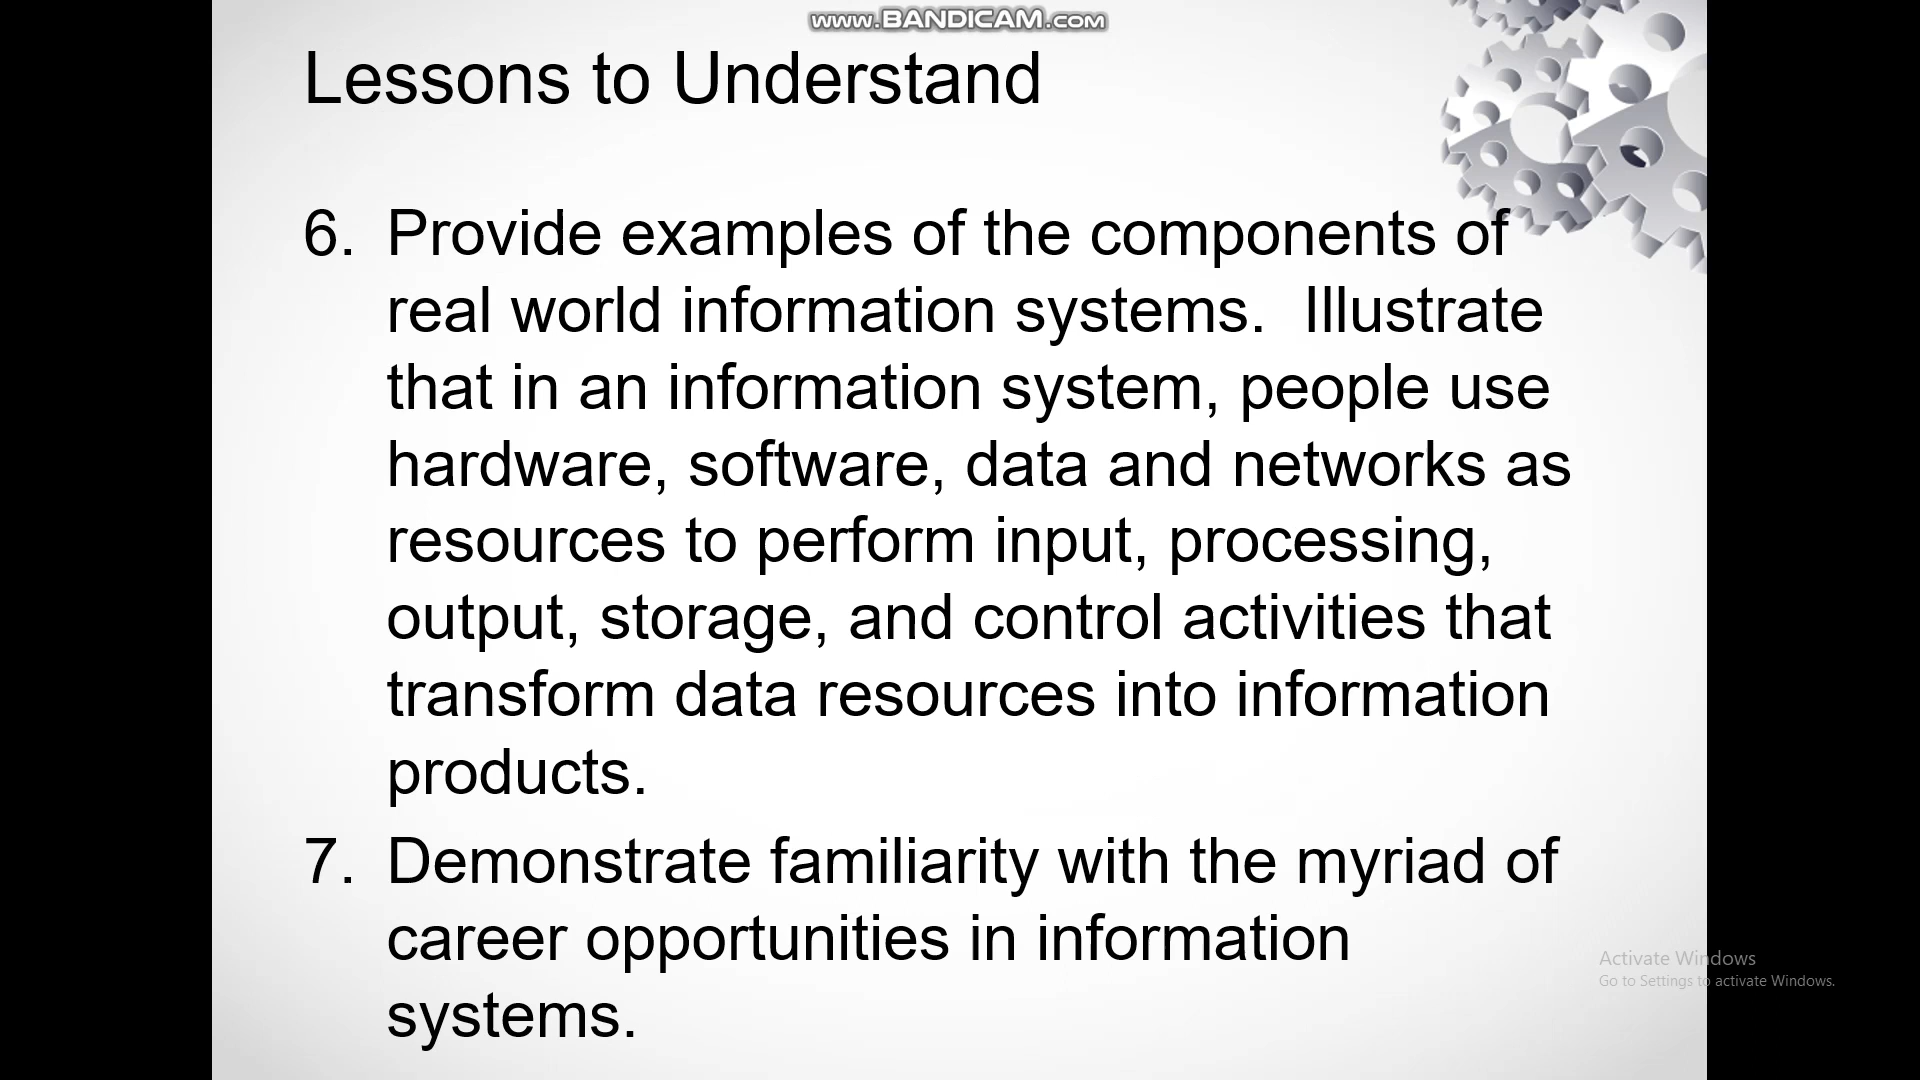 www.BANDICAM.com
Lessons to Understand
6. Provide examples of the components of
real world information systems.  Illustrate
that in an information system, people use
hardware, software, data and networks as
resources to perform input, processing,
output, storage, and control activities that
transform data resources into information
products.
7. Demonstrate familiarity with the myriad of
career opportunities in information
systems.
Activate Windows
Go to Settings to activate Windows.